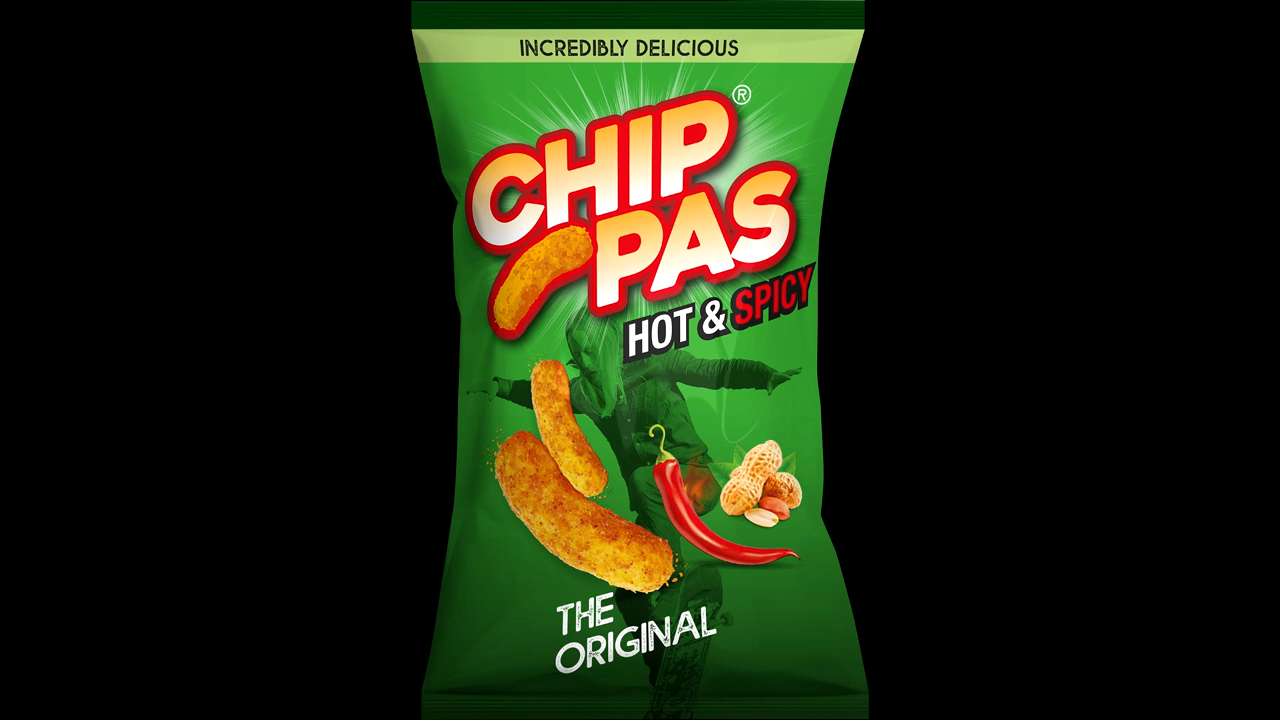 INCREDIBLY DELICIOUS
CHIP ®
PAS
HOT & SPICY
THE
ORIGINAL